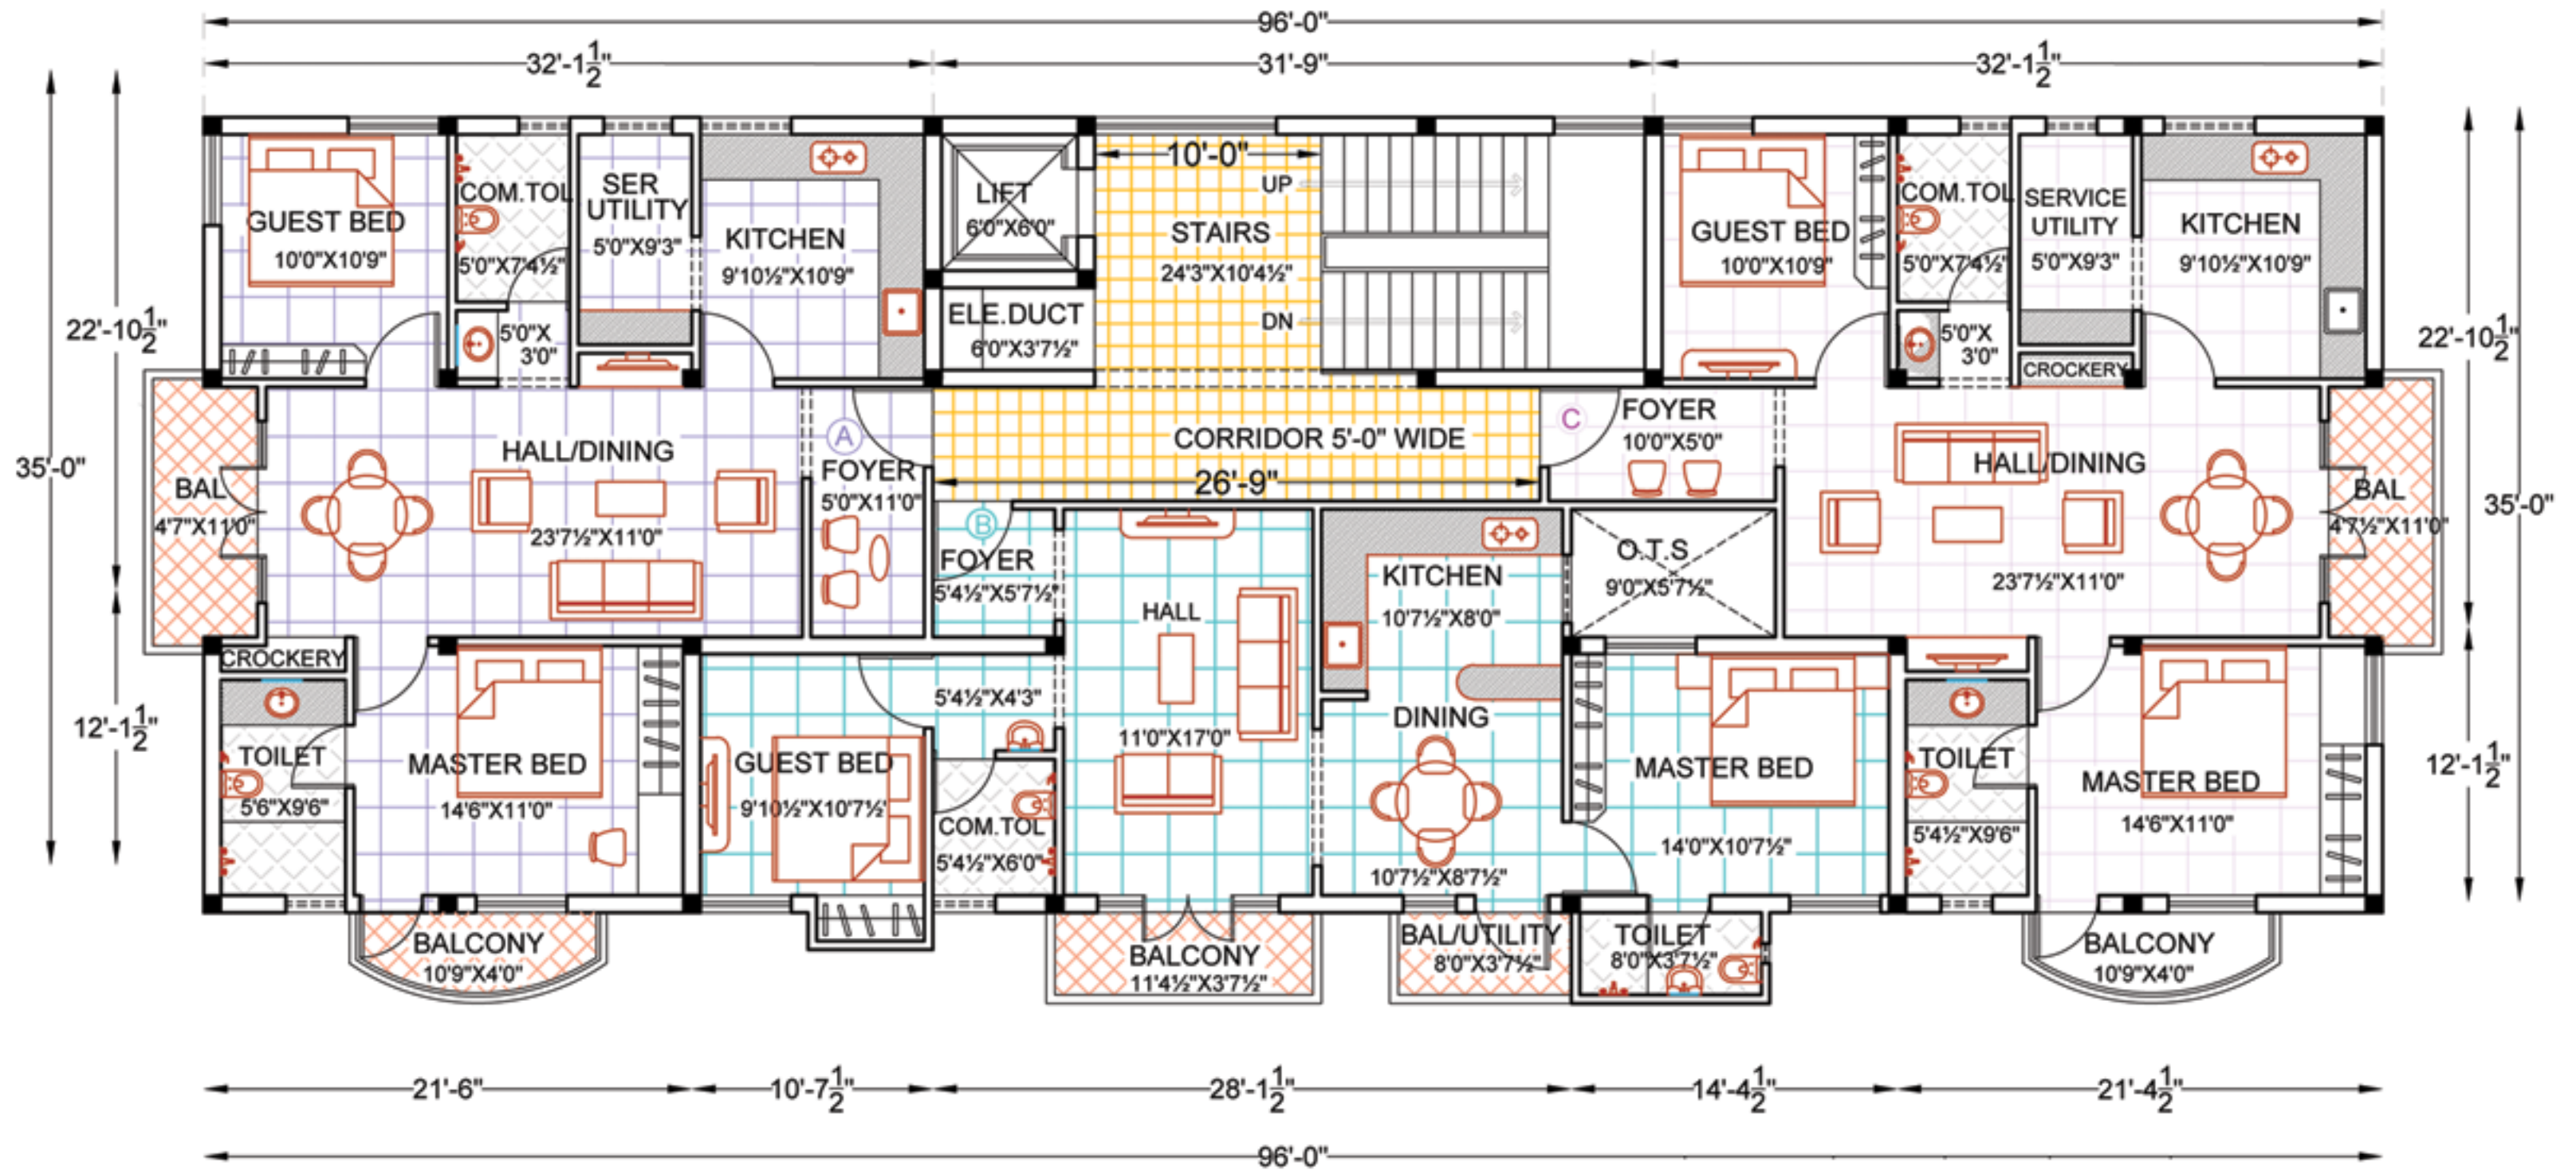 96'-0"
32'-1½"
31'-9"
32'-1½"
10'-0"
UP
LIFT
6'0"X6'0"
COM.TOL
5'0"X7'4½"
SER
UTILITY
5'0"X9'3"
GUEST BED
10'0"X10'9"
KITCHEN
9'10½"X10'9"
STAIRS
24'3"X10'4½"
GUEST BED
10'0"X10'9"
COM.TOL
5'0"X7'4½"
SERVICE
UTILITY
5'0"X9'3"
KITCHEN
9'10½"X10'9"
ELE.DUCT
6'0"X3'7½"
DN
22'-10½"
5'0"X
3'0"
5'0"X
3'0"
CROCKERY
22'-10½"
35'-0"
A
HALL/DINING
23'7½"X11'0"
FOYER
5'0"X11'0"
CORRIDOR 5'-0" WIDE
26'-9"
C
FOYER
10'0"X5'0"
HALL/DINING
23'7½"X11'0"
BAL
4'7"X11'0"
BAL
4'7½"X11'0"
35'-0"
B
FOYER
5'4½"X5'7½"
HALL
11'0"X17'0"
KITCHEN
10'7½"X8'0"
O.T.S
9'0"X5'7½"
CROCKERY
5'4½"X4'3"
DINING
10'7½"X8'7½"
12'-1½"
TOILET
5'6"X9'6"
MASTER BED
14'6"X11'0"
GUEST BED
9'10½"X10'7½'
COM.TOL
5'4½"X6'0"
MASTER BED
14'0"X10'7½"
TOILET
5'4½"X9'6"
MASTER BED
14'6"X11'0"
12'-1½"
BALCONY
10'9"X4'0"
BALCONY
11'4½"X3'7½"
BAL/UTILITY
8'0"X3'7½"
TOILET
8'0"X3'7½"
BALCONY
10'9"X4'0"
21'-6"
10'-7½"
28'-1½"
14'-4½"
21'-4½"
96'-0"